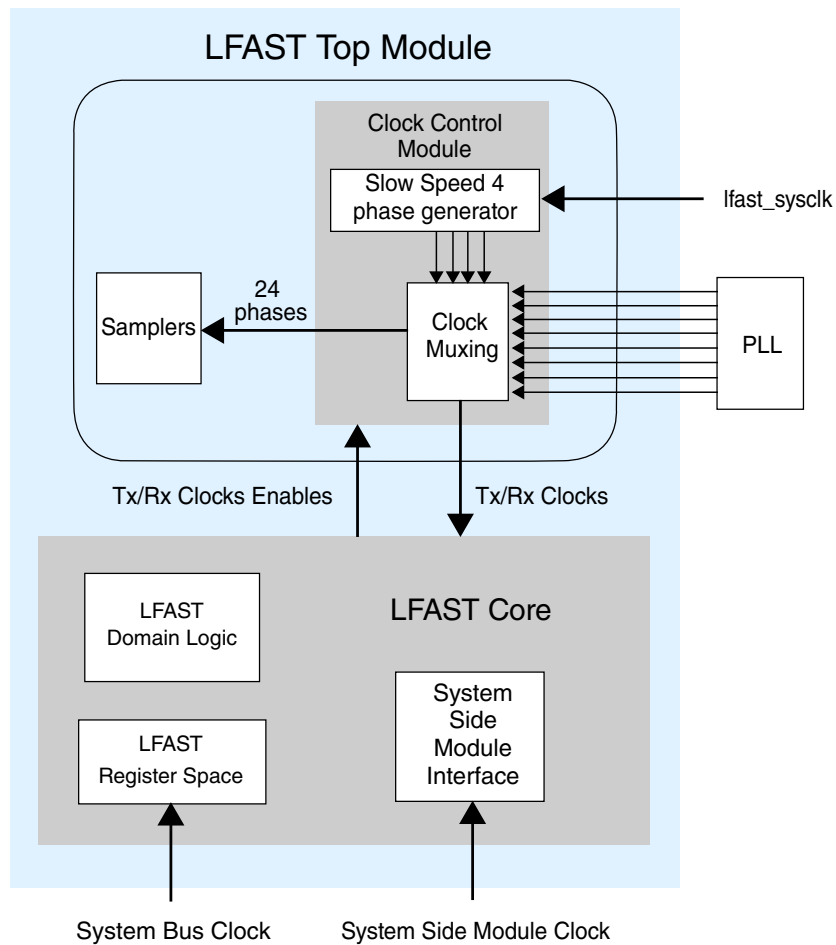 LFAST Top Module
Clock Control
Module
Slow Speed 4
phase generator
lfast_sysclk
24
phases
Samplers
Clock
Muxing
PLL
Tx/Rx Clocks Enables
Tx/Rx Clocks
LFAST
Domain Logic
LFAST Core
LFAST
Register Space
System
Side
Module
Interface
System Bus Clock
System Side Module Clock